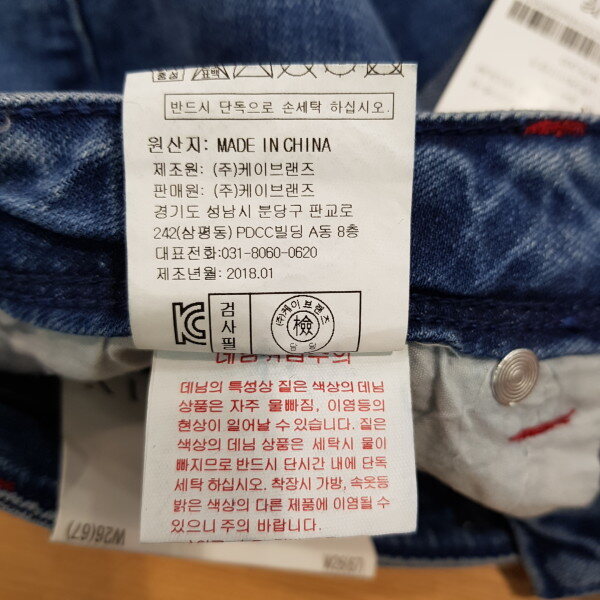 반드시 단독으로 손세탁 하십시오.
원산지: MADE IN CHINA
제조원: (주)케이브랜즈
판매원: (주)케이브랜즈
경기도 성남시 분당구 판교로
242(삼평동) PDCC빌딩 A동 8층
대표전화:031-8060-0620
제조년월: 2018.01
검사필
(주)케이브랜즈
檢
데님의 특성상 짙은 색상의 데님
상품은 자주 물빠짐, 이염등의
현상이 일어날 수 있습니다. 짙은
색상의 데님 상품은 세탁시 물이
빠지므로 반드시 단시간 내에 단독
세탁 하십시오. 착장시 가방, 속옷등
밝은 색상의 다른 제품에 이염될 수
있으니 주의 바랍니다.
W26(67)